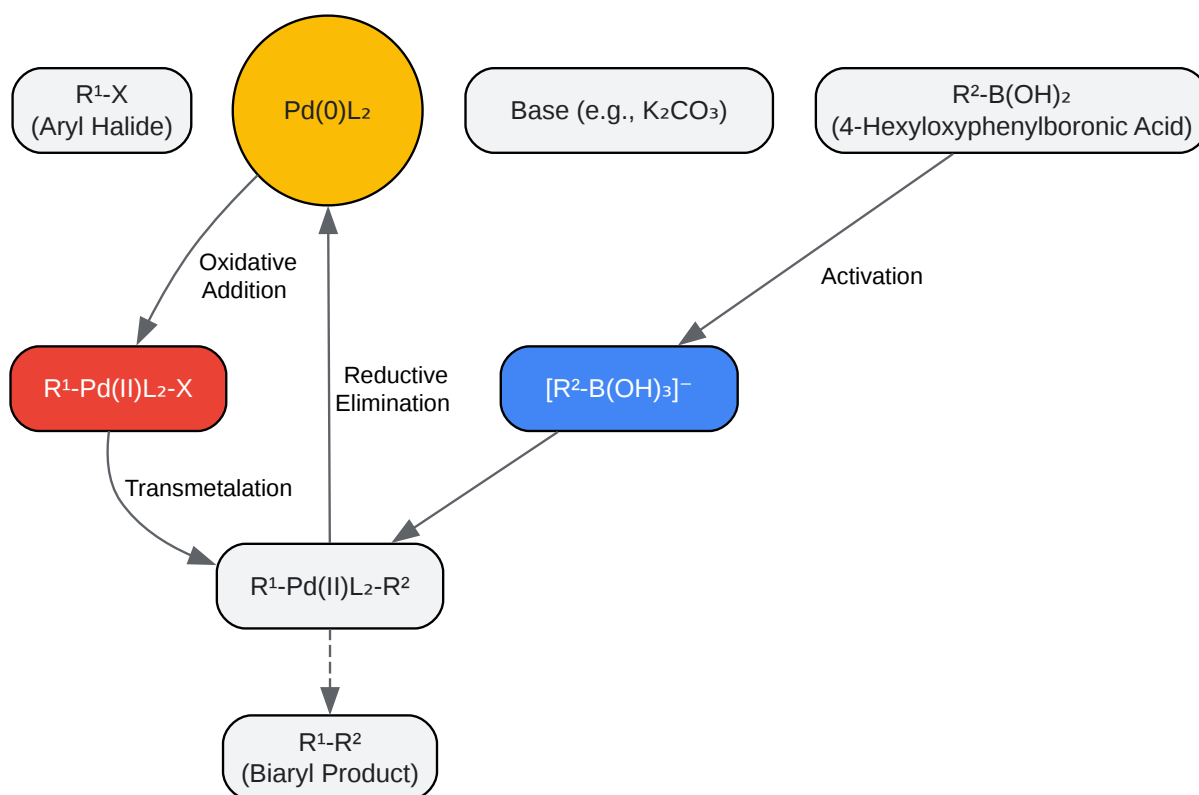 R¹-X
(Aryl Halide)
Pd(0)L₂
Base (e.g., K₂CO₃)
R²-B(OH)₂
(4-Hexyloxyphenylboronic Acid)
Oxidative
Addition
Activation
R¹-Pd(II)L₂-X
Reductive
Elimination
[R²-B(OH)₃]⁻
Transmetalation
R¹-Pd(II)L₂-R²
R¹-R²
(Biaryl Product)